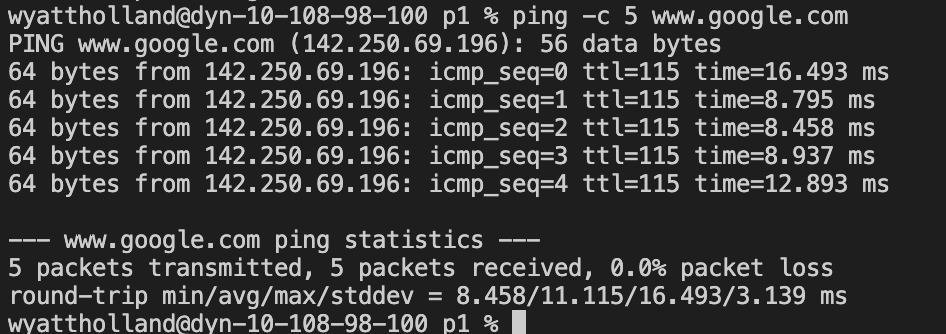 wyattholland@dyn-10-108-98-100 p1 % ping -c 5 www.google.com
PING www.google.com (142.250.69.196): 56 data bytes
64 bytes from 142.250.69.196: icmp_seq=0 ttl=115 time=16.493 ms
64 bytes from 142.250.69.196: icmp_seq=1 ttl=115 time=8.795 ms
64 bytes from 142.250.69.196: icmp_seq=2 ttl=115 time=8.458 ms
64 bytes from 142.250.69.196: icmp_seq=3 ttl=115 time=8.937 ms
64 bytes from 142.250.69.196: icmp_seq=4 ttl=115 time=12.893 ms
--- www.google.com ping statistics ---
5 packets transmitted, 5 packets received, 0.0% packet loss
round-trip min/avg/max/stddev = 8.458/11.115/16.493/3.139 ms
wyattholland@dyn-10-108-98-100 p1 %